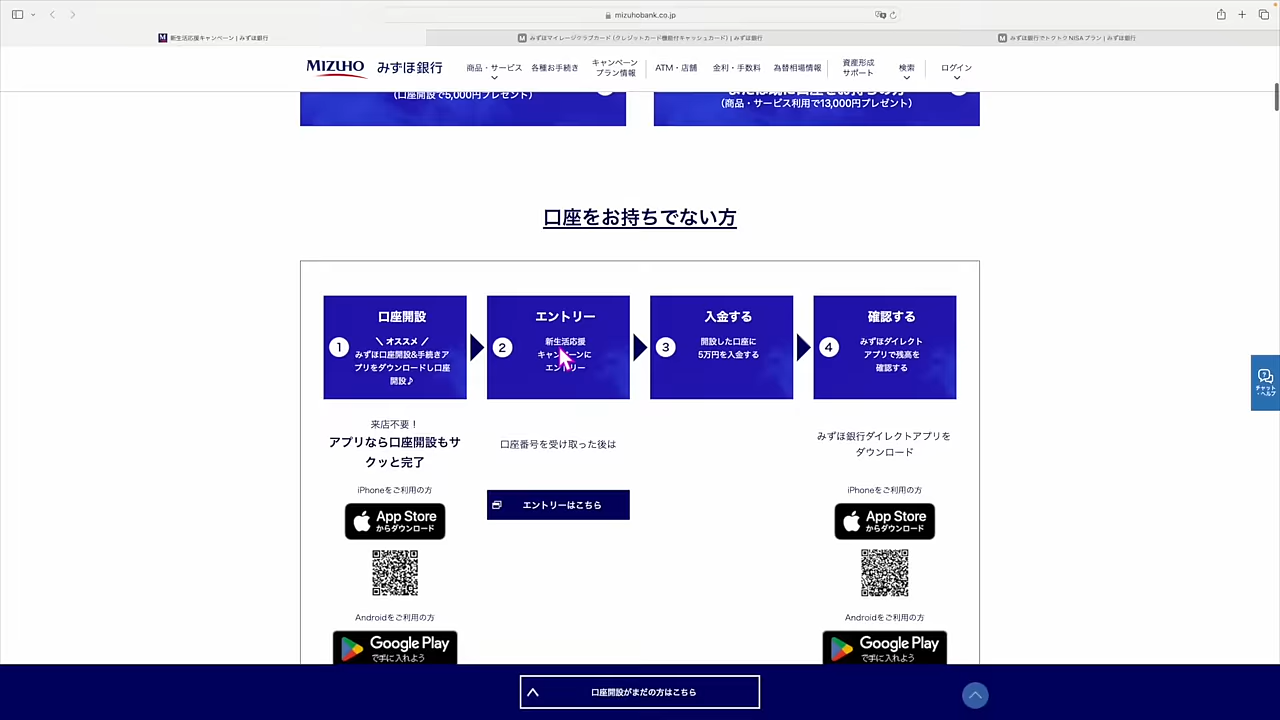 mizuhobank.co.jp
新生活応援キャンペーン | みずほ銀行
みずほマイレージクラブカード (クレジットカード機能付キャッシュカード) | みずほ銀行
みずほ銀行でトクトクNISAプラン | みずほ銀行
MIZUHO みずほ銀行
商品・サービス
各種お手続き
キャンペーン
プラン情報
ATM・店舗
金利・手数料
為替相場情報
資産形成
サポート
検索
ログイン
(口座開設で5,000円プレゼント)
(商品・サービス利用で13,000円プレゼント)
口座をお持ちでない方
1
口座開設
\ オススメ /
みずほ口座開設&手続きア
プリをダウンロードし口座
開設♪
2
エントリー
新生活応援
キャンペーンに
エントリー
3
入金する
開設した口座に
5万円を入金する
4
確認する
みずほダイレクト
アプリで残高を
確認する
来店不要！
アプリなら口座開設もサ
クッと完了
iPhoneをご利用の方
App Store
からダウンロード
Androidをご利用の方
Google Play
で手に入れよう
口座番号を受け取った後は
エントリーはこちら
みずほ銀行ダイレクトアプリを
ダウンロード
iPhoneをご利用の方
App Store
からダウンロード
Androidをご利用の方
Google Play
で手に入れよう
チャット
・ヘルプ
口座開設がまだの方はこちら